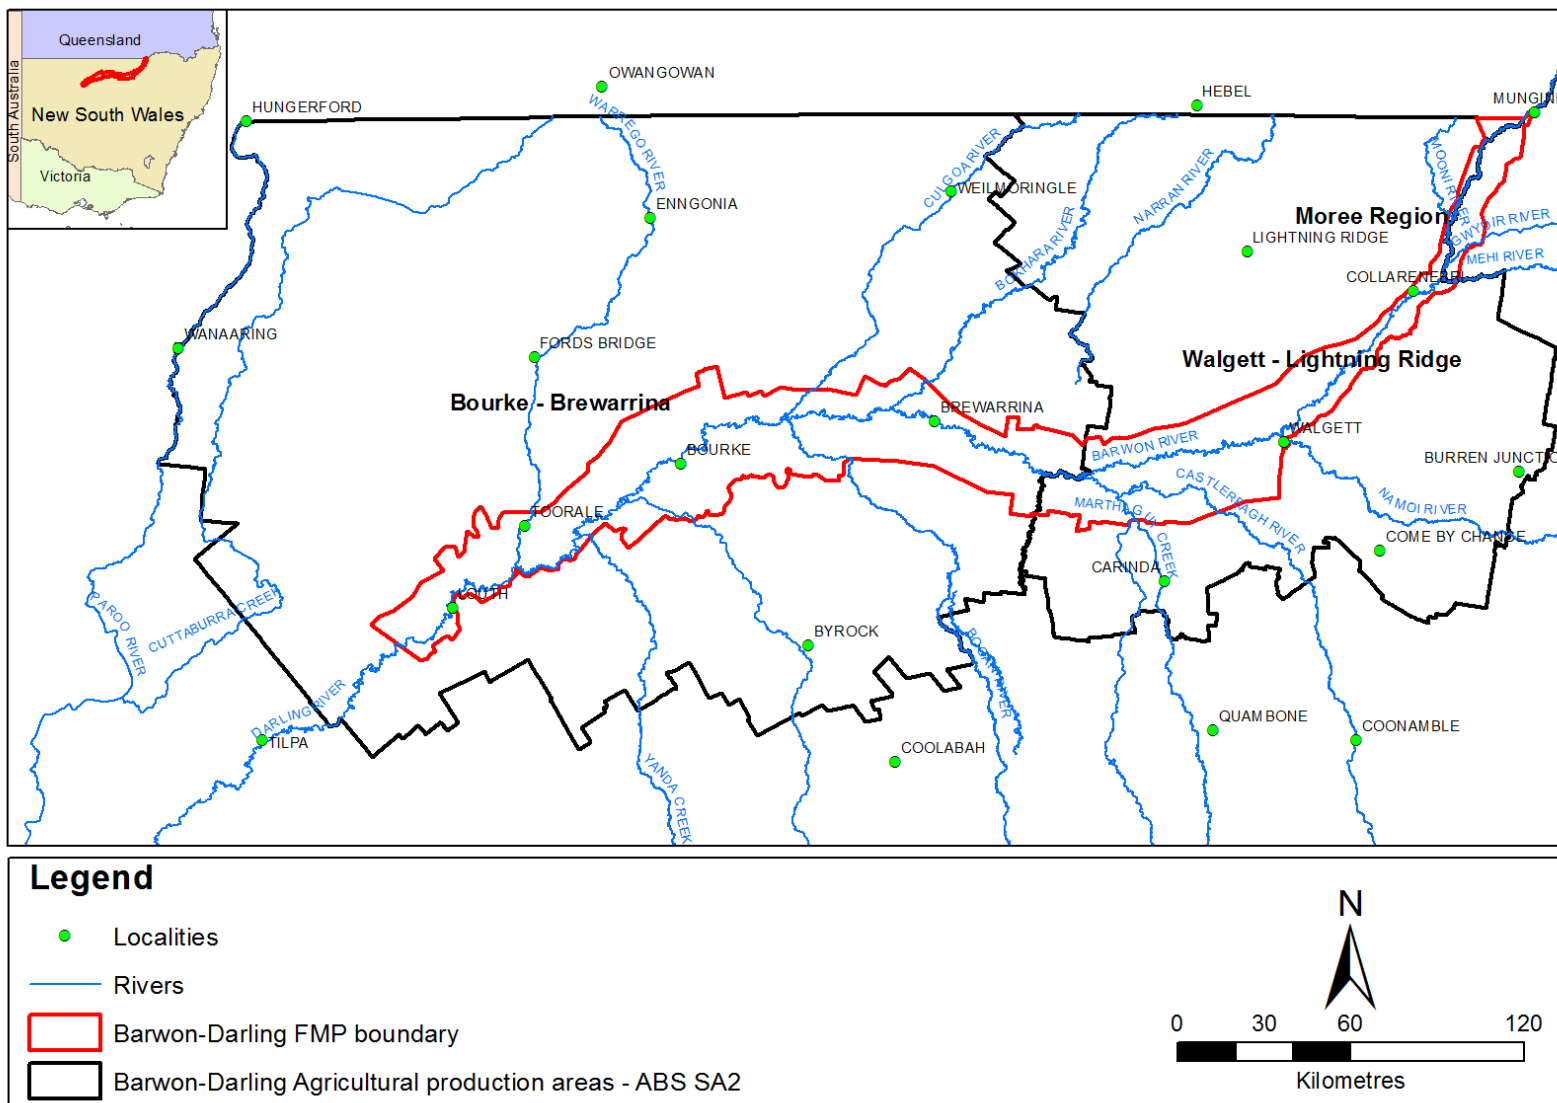 Queensland
South Australia
New South Wales
Victoria
HUNGERFORD
OWANGOWAN
HEBEL
MUNGIN
WARREGO RIVER
CULGOA RIVER
WEILMORINGLE
BOKHARA RIVER
NARRAN RIVER
MOONI RIVER
ENNGONIA
Moree Region
GWYDIR RIVER
LIGHTNING RIDGE
MEHI RIVER
COLLARENEBRI
WANAARING
FORDS BRIDGE
Walgett - Lightning Ridge
Bourke - Brewarrina
BREWARRINA
WALGETT
BARWON RIVER
BOURKE
BURREN JUNCTIO
CASTLEREAGH RIVER
NAMOI RIVER
MARTHAGUY CREEK
TOORALE
COME BY CHANCE
CARINDA
LOUTH
PAROO RIVER
CUTTABURRA CREEK
BYROCK
BOGAN RIVER
DARLING RIVER
TILPA
QUAMBONE
COONAMBLE
COOLABAH
YANDA CREEK
Legend
Localities
Rivers
Barwon-Darling FMP boundary
Barwon-Darling Agricultural production areas - ABS SA2
N
0 30 60 120
Kilometres